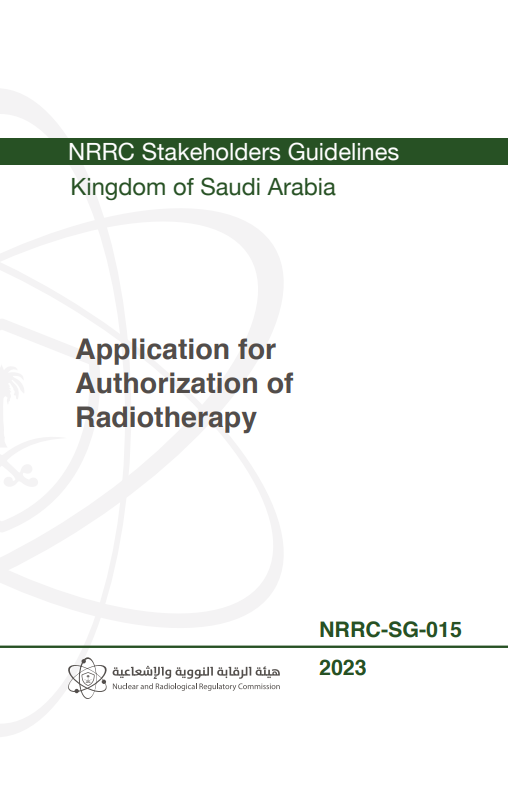 NRRC Stakeholders Guidelines
Kingdom of Saudi Arabia
Application for
Authorization of
Radiotherapy
NRRC-SG-015
هيئة الرقابة النووية والإشعاعية
Nuclear and Radiological Regulatory Commission
2023